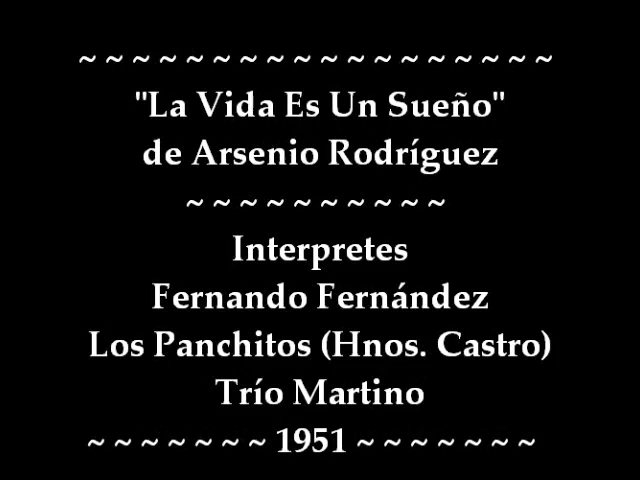 ~ ~ ~ ~ ~ ~ ~ ~ ~ ~ ~ ~ ~ ~ ~ ~ ~ ~
"La Vida Es Un Sueño"
de Arsenio Rodríguez
~ ~ ~ ~ ~ ~ ~ ~ ~ ~
Interpretes
Fernando Fernández
Los Panchitos (Hnos. Castro)
Trío Martino
~ ~ ~ ~ ~ ~ ~ 1951 ~ ~ ~ ~ ~ ~ ~